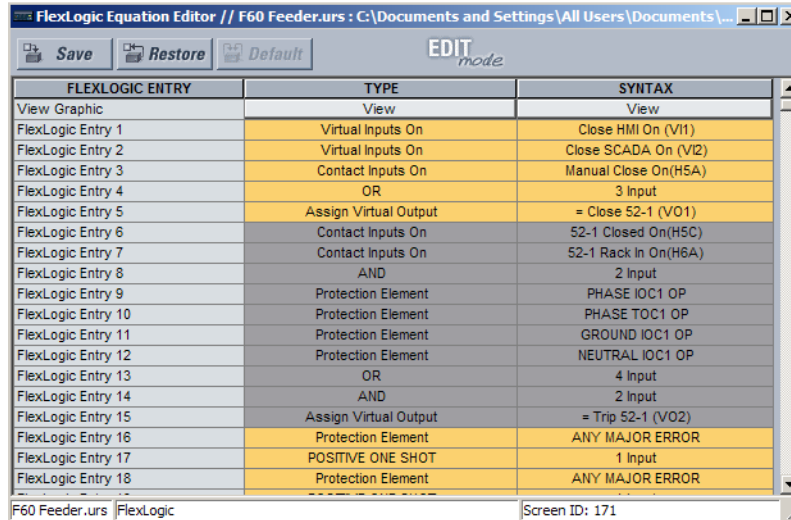 FlexLogic Equation Editor // F60 Feeder.urs : C:\Documents and Settings\All Users\Documents\...
Save Restore Default EDIT mode
FLEXLOGIC ENTRY TYPE SYNTAX
View Graphic View View
FlexLogic Entry 1 Virtual Inputs On Close HMI On (VI1)
FlexLogic Entry 2 Virtual Inputs On Close SCADA On (VI2)
FlexLogic Entry 3 Contact Inputs On Manual Close On(H5A)
FlexLogic Entry 4 OR 3 Input
FlexLogic Entry 5 Assign Virtual Output = Close 52-1 (VO1)
FlexLogic Entry 6 Contact Inputs On 52-1 Closed On(H5C)
FlexLogic Entry 7 Contact Inputs On 52-1 Rack In On(H6A)
FlexLogic Entry 8 AND 2 Input
FlexLogic Entry 9 Protection Element PHASE IOC1 OP
FlexLogic Entry 10 Protection Element PHASE TOC1 OP
FlexLogic Entry 11 Protection Element GROUND IOC1 OP
FlexLogic Entry 12 Protection Element NEUTRAL IOC1 OP
FlexLogic Entry 13 OR 4 Input
FlexLogic Entry 14 AND 2 Input
FlexLogic Entry 15 Assign Virtual Output = Trip 52-1 (VO2)
FlexLogic Entry 16 Protection Element ANY MAJOR ERROR
FlexLogic Entry 17 POSITIVE ONE SHOT 1 Input
FlexLogic Entry 18 Protection Element ANY MAJOR ERROR
F60 Feeder.urs FlexLogic Screen ID: 171